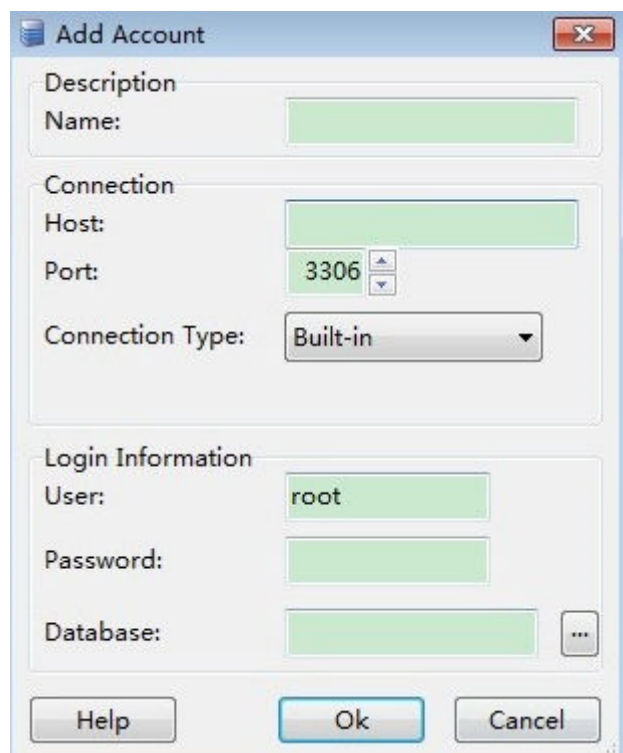 Add Account
Description
Name:
Connection
Host:
Port: 3306
Connection Type: Built-in
Login Information
User: root
Password:
Database: ...
Help Ok Cancel